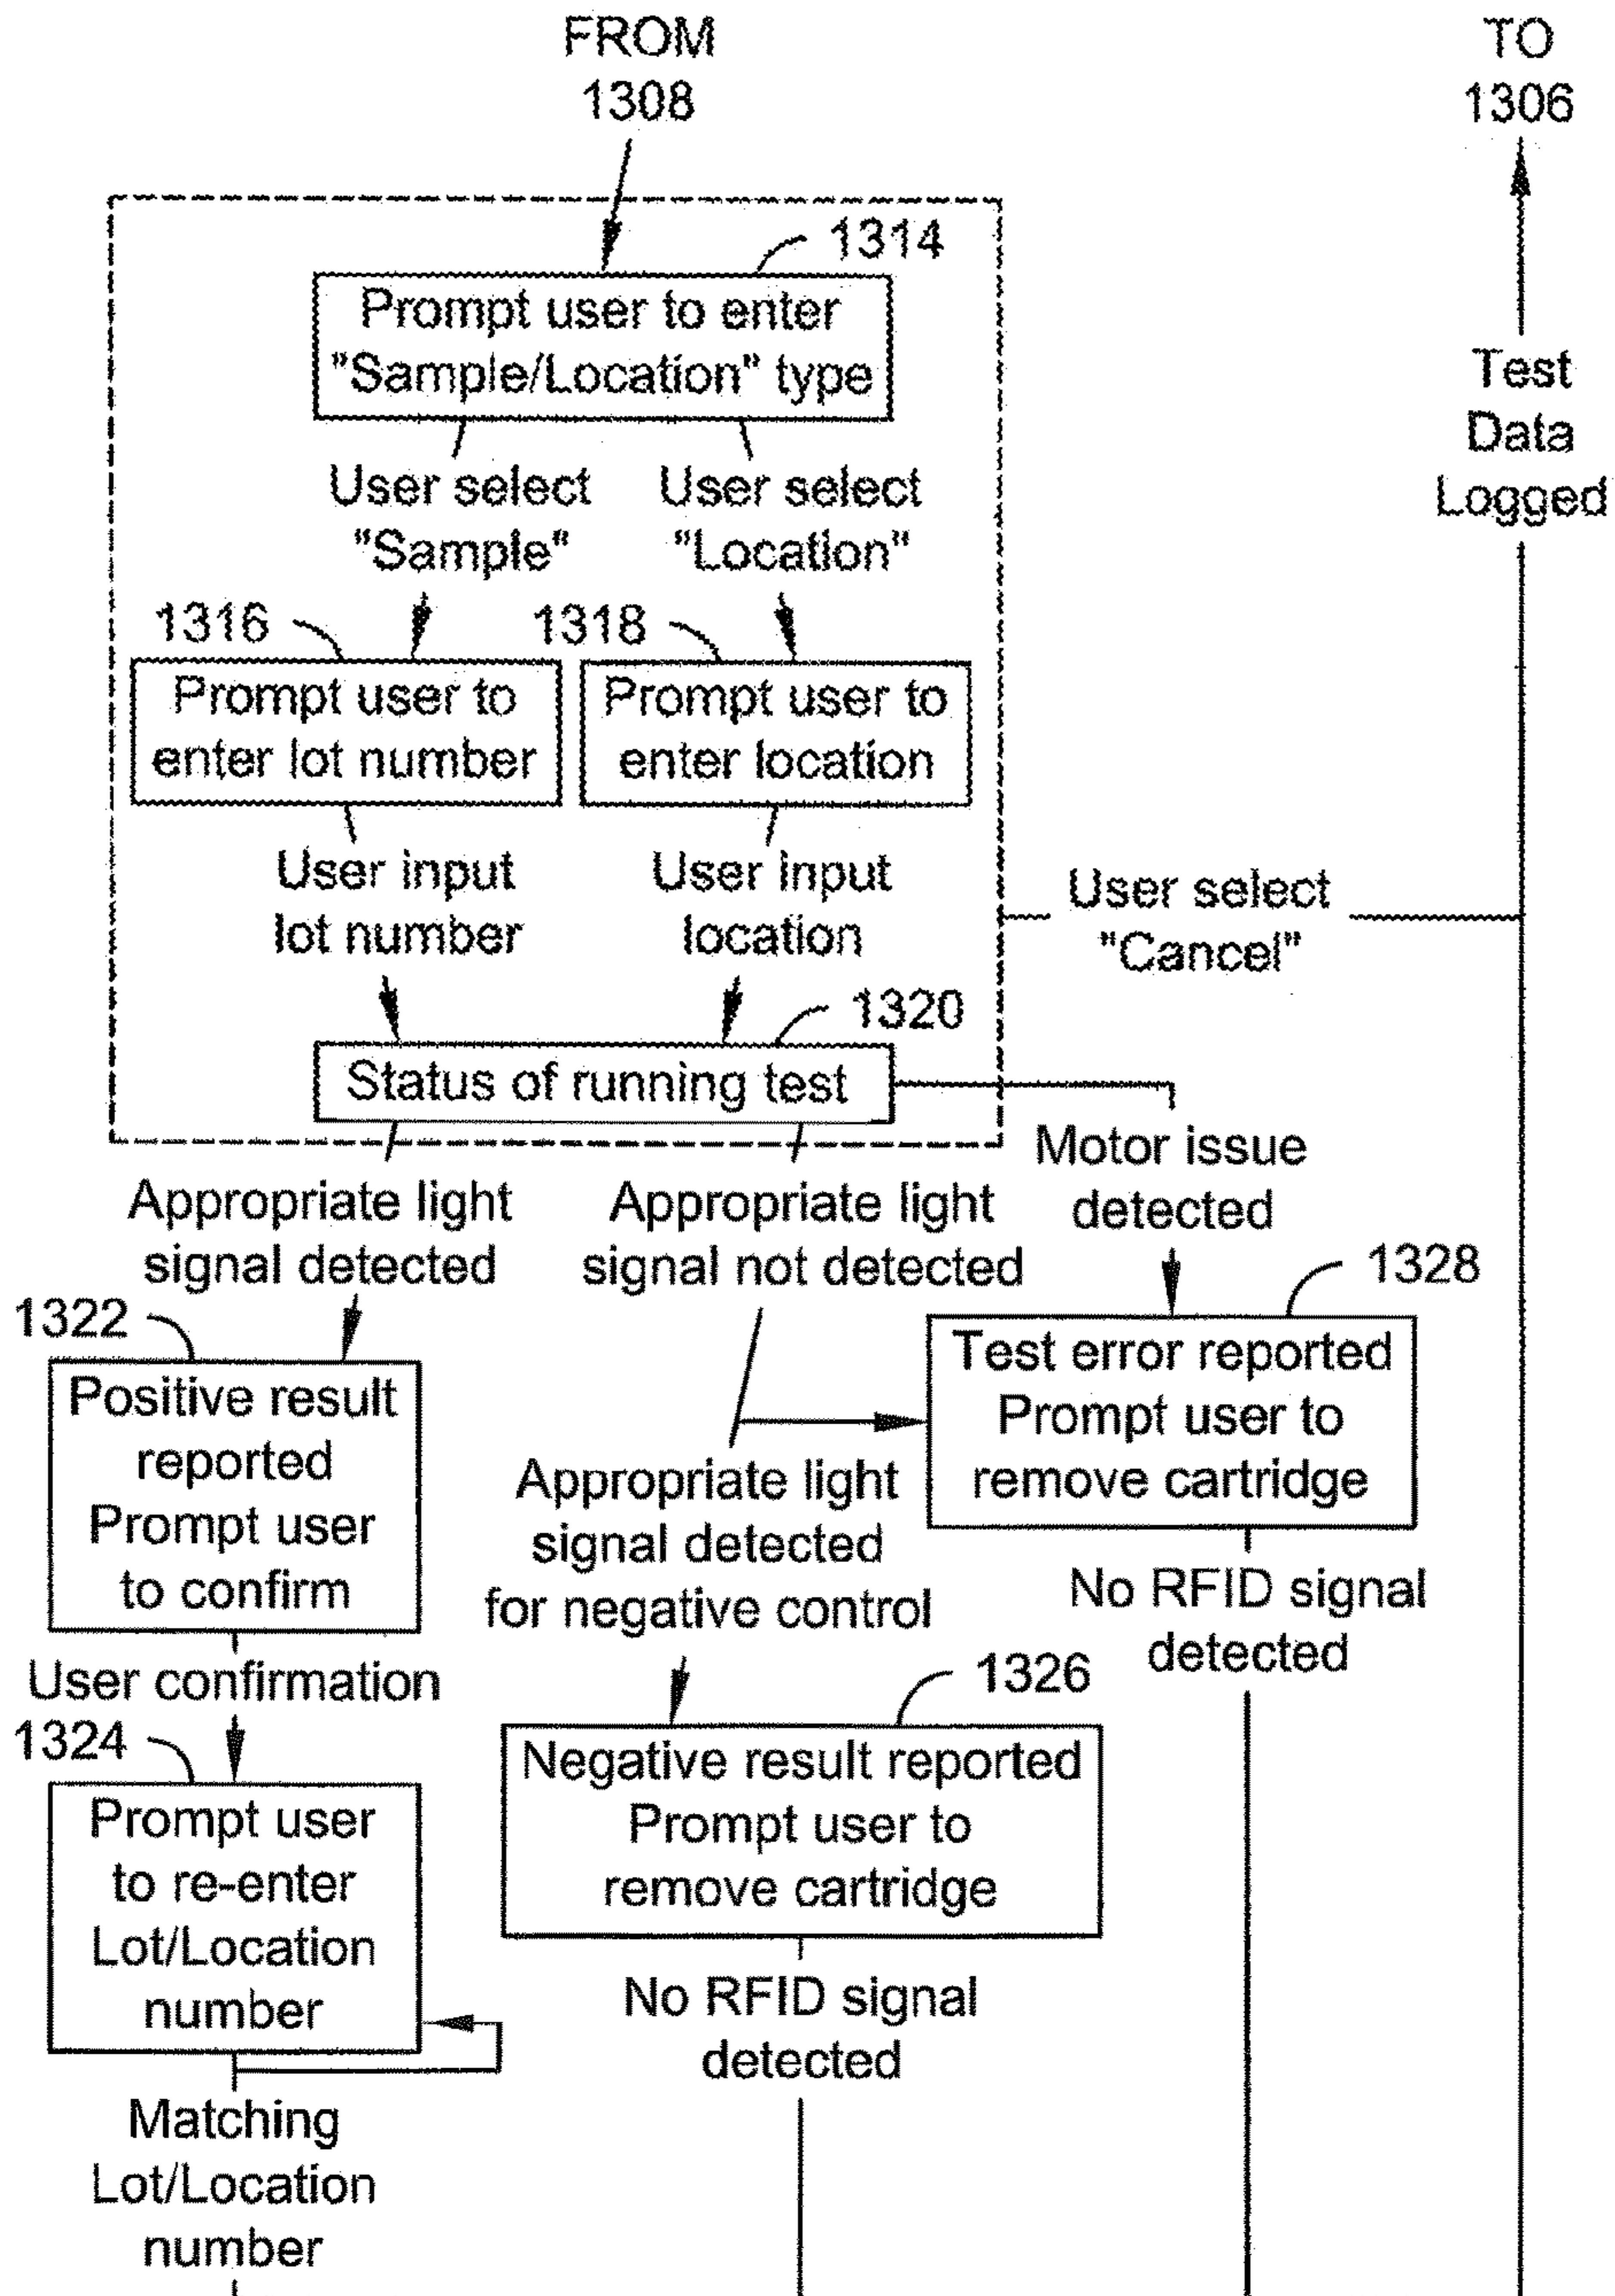 FROM
1308
TO
1306
1314
Prompt user to enter
"Sample/Location" type
Test
Data
Logged
User select
"Sample"
User select
"Location"
1316
1318
Prompt user to
enter lot number
Prompt user to
enter location
User input
lot number
User input
location
User select
"Cancel"
1320
Status of running test
Motor issue
detected
Appropriate light
signal detected
Appropriate light
signal not detected
1328
1322
Test error reported
Prompt user to
remove cartridge
Positive result
reported
Prompt user
to confirm
Appropriate light
signal detected
for negative control
No RFID signal
detected
User confirmation
1326
1324
Negative result reported
Prompt user to
remove cartridge
Prompt user
to re-enter
Lot/Location
number
No RFID signal
detected
Matching
Lot/Location
number